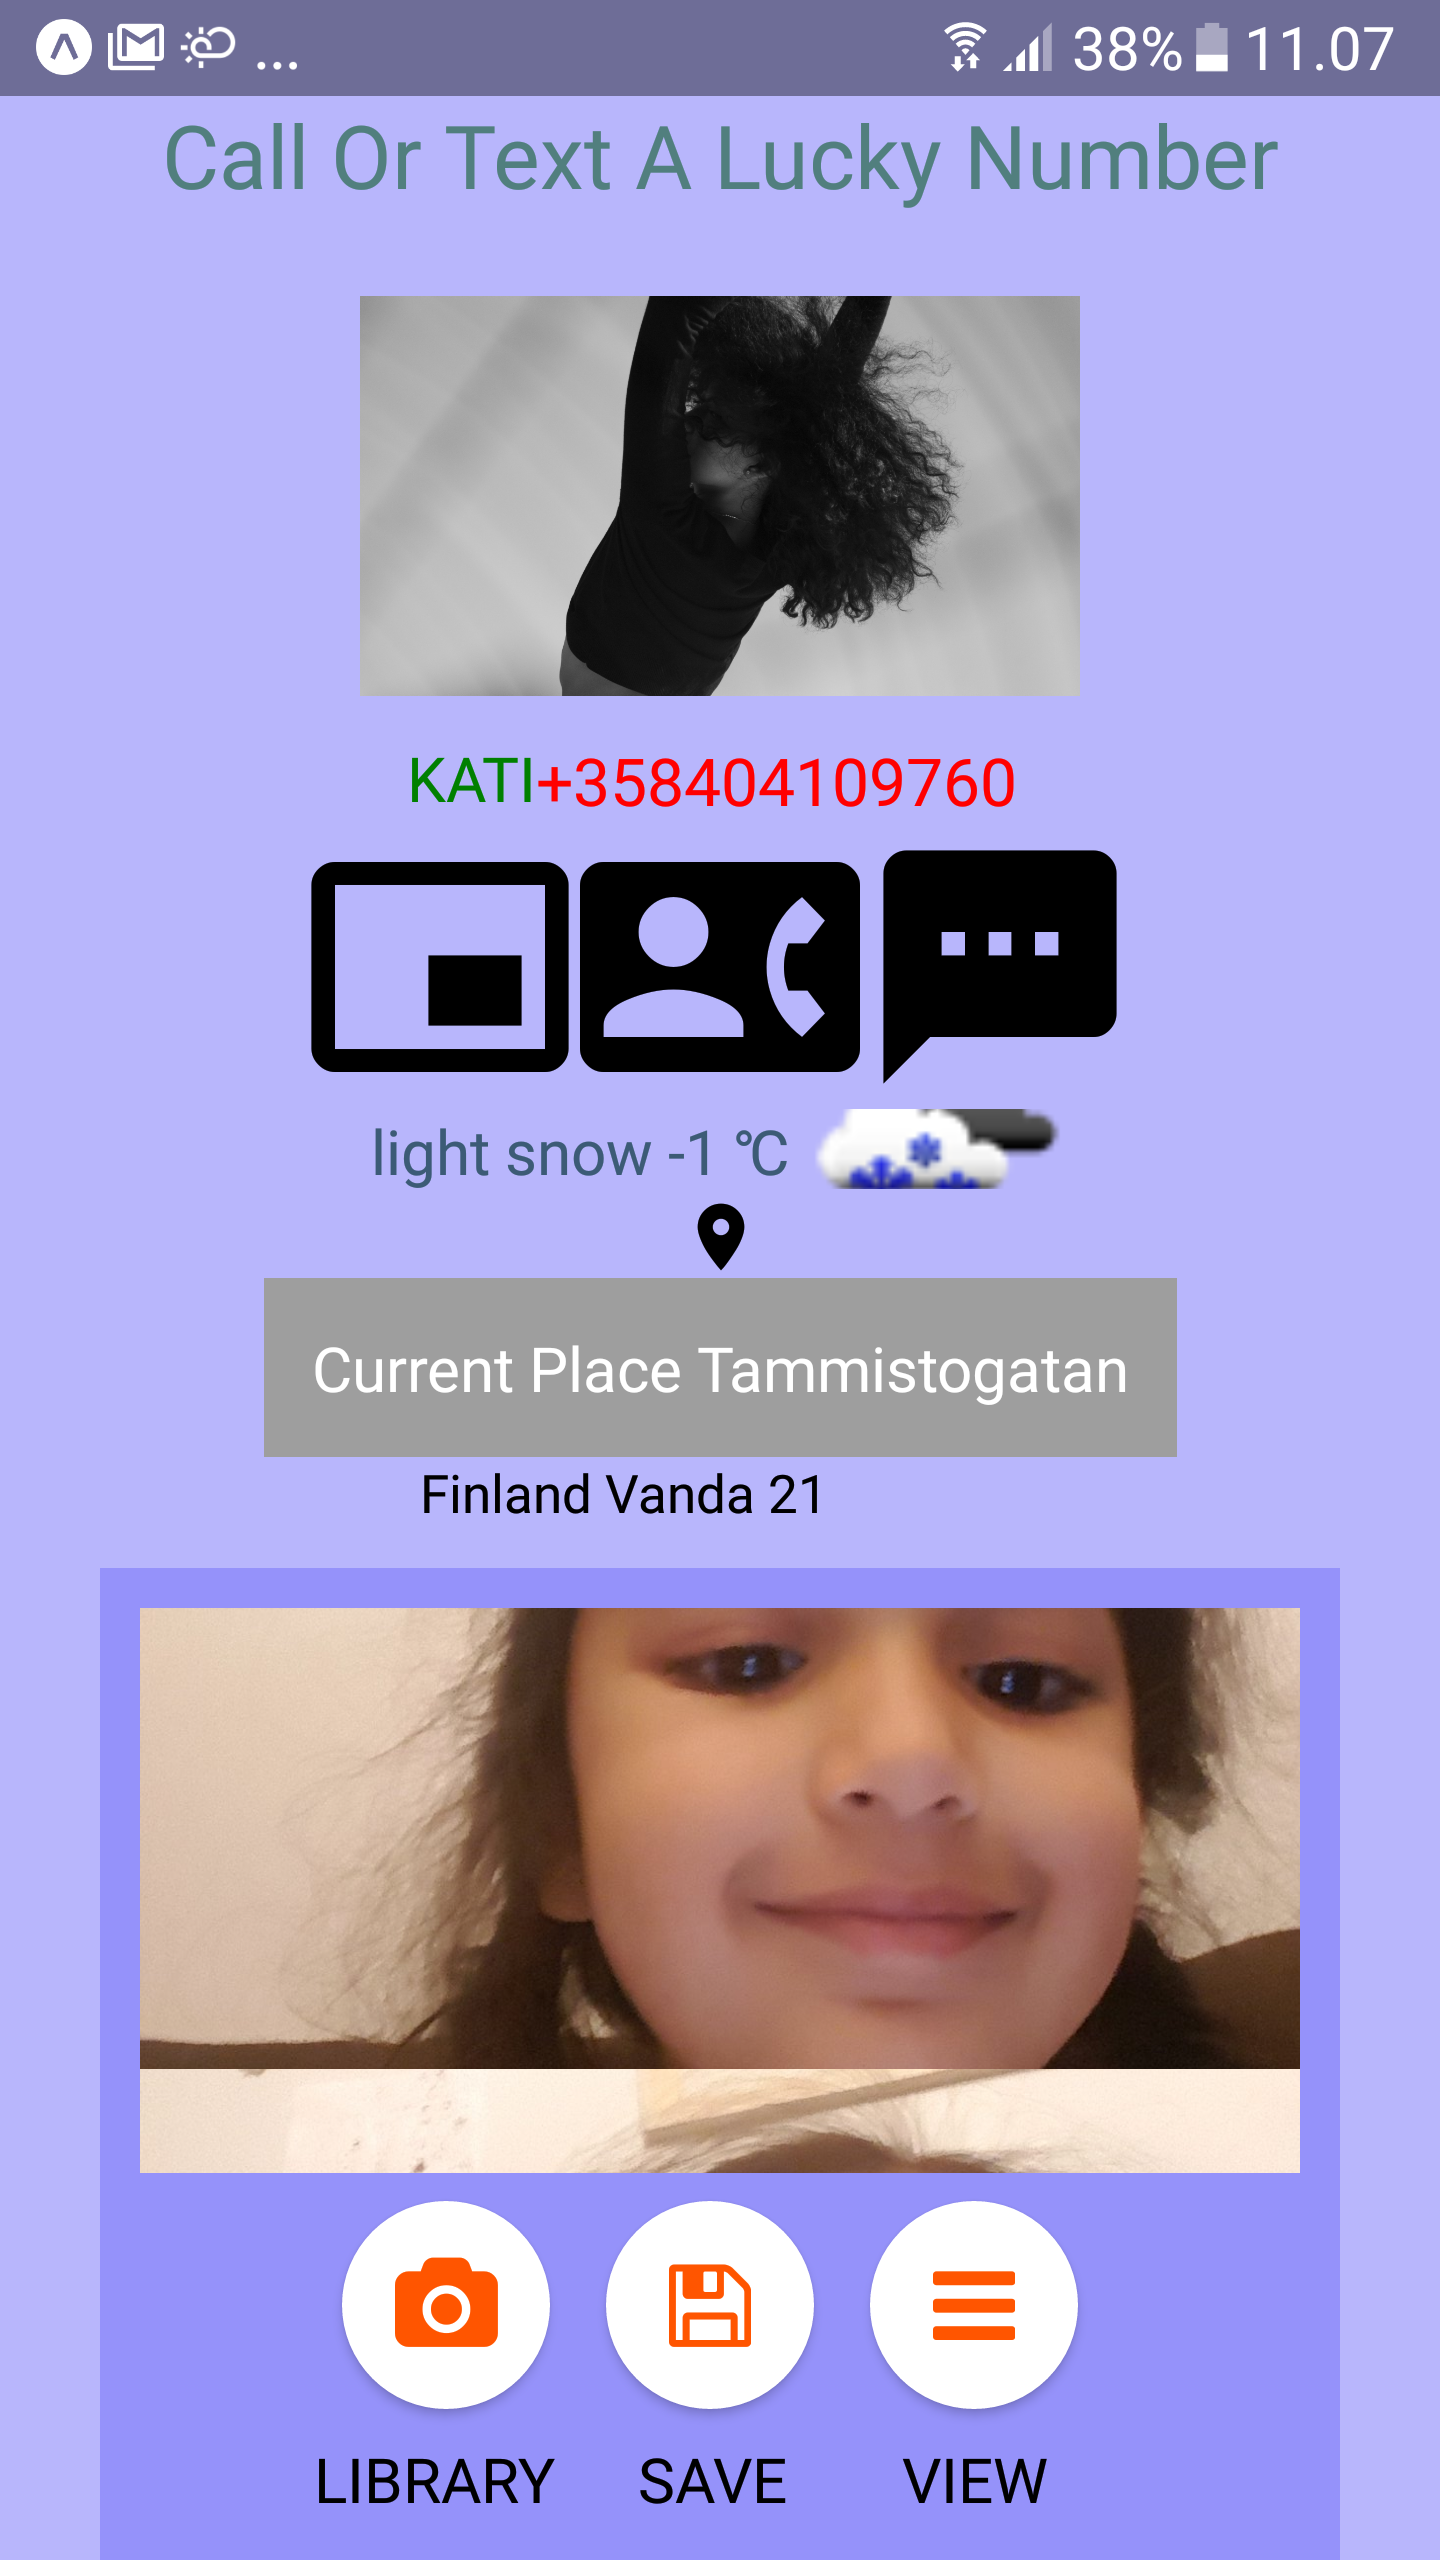 ... 38% 11.07
Call Or Text A Lucky Number
KATI+358404109760
light snow -1 °C
Current Place Tammistogatan
Finland Vanda 21
LIBRARY SAVE VIEW